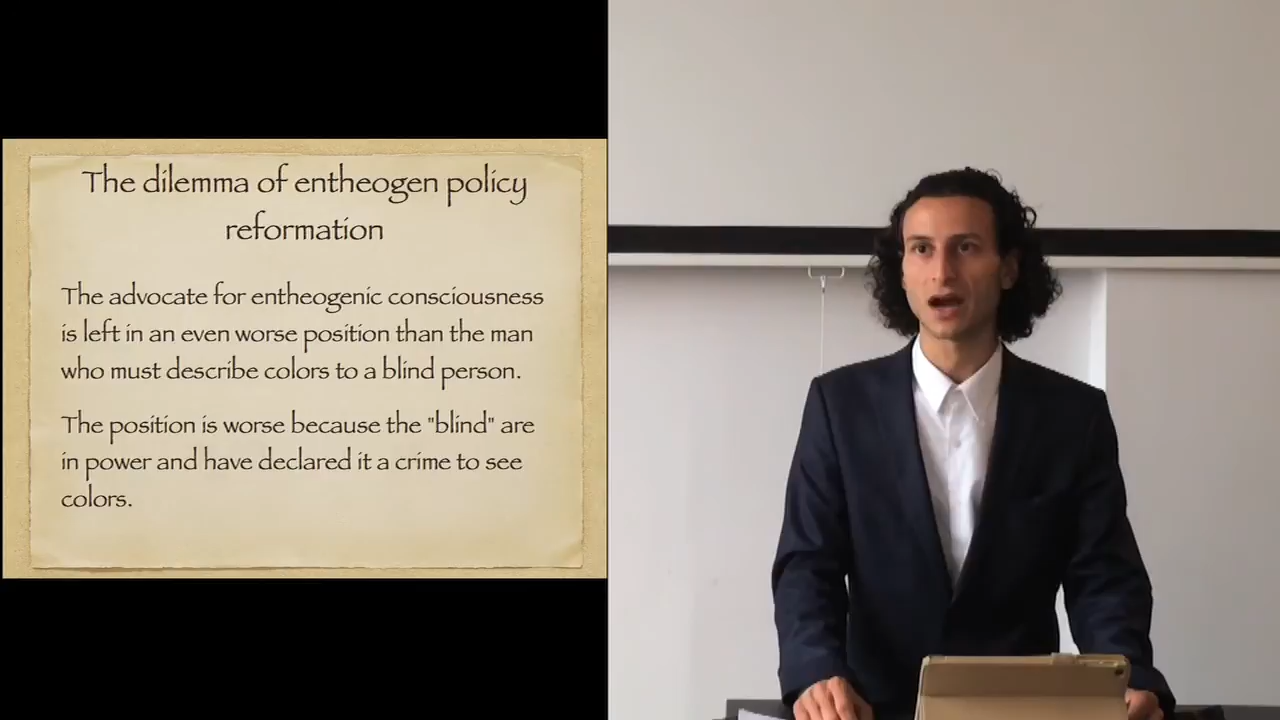 The dilemma of entheogen policy
reformation
The advocate for entheogenic consciousness
is left in an even worse position than the man
who must describe colors to a blind person.
The position is worse because the "blind" are
in power and have declared it a crime to see
colors.